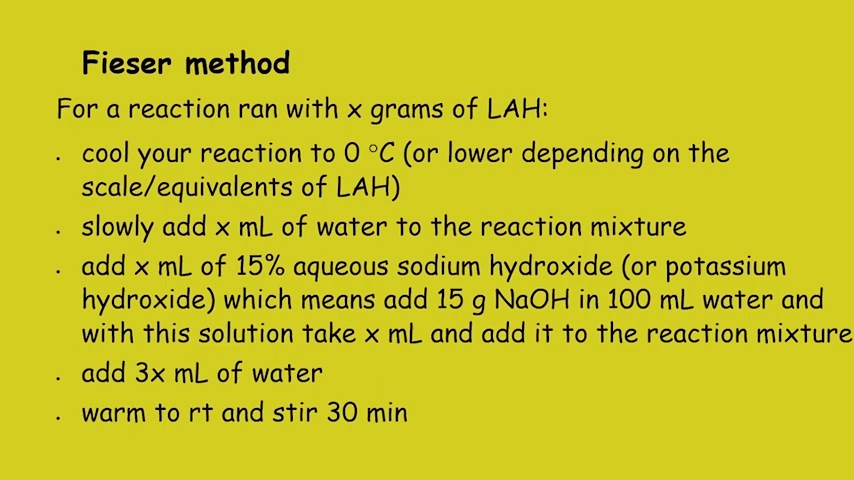 Fieser method
For a reaction ran with x grams of LAH:
• cool your reaction to 0 °C (or lower depending on the
scale/equivalents of LAH)
• slowly add x mL of water to the reaction mixture
• add x mL of 15% aqueous sodium hydroxide (or potassium
hydroxide) which means add 15 g NaOH in 100 mL water and
with this solution take x mL and add it to the reaction mixture
• add 3x mL of water
• warm to rt and stir 30 min